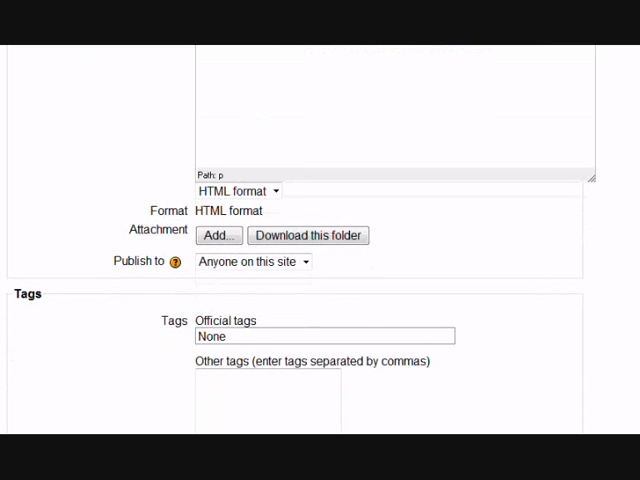 Path: p
HTML format
Format HTML format
Attachment Add... Download this folder
Publish to Anyone on this site
Tags
Tags Official tags
None
Other tags (enter tags separated by commas)